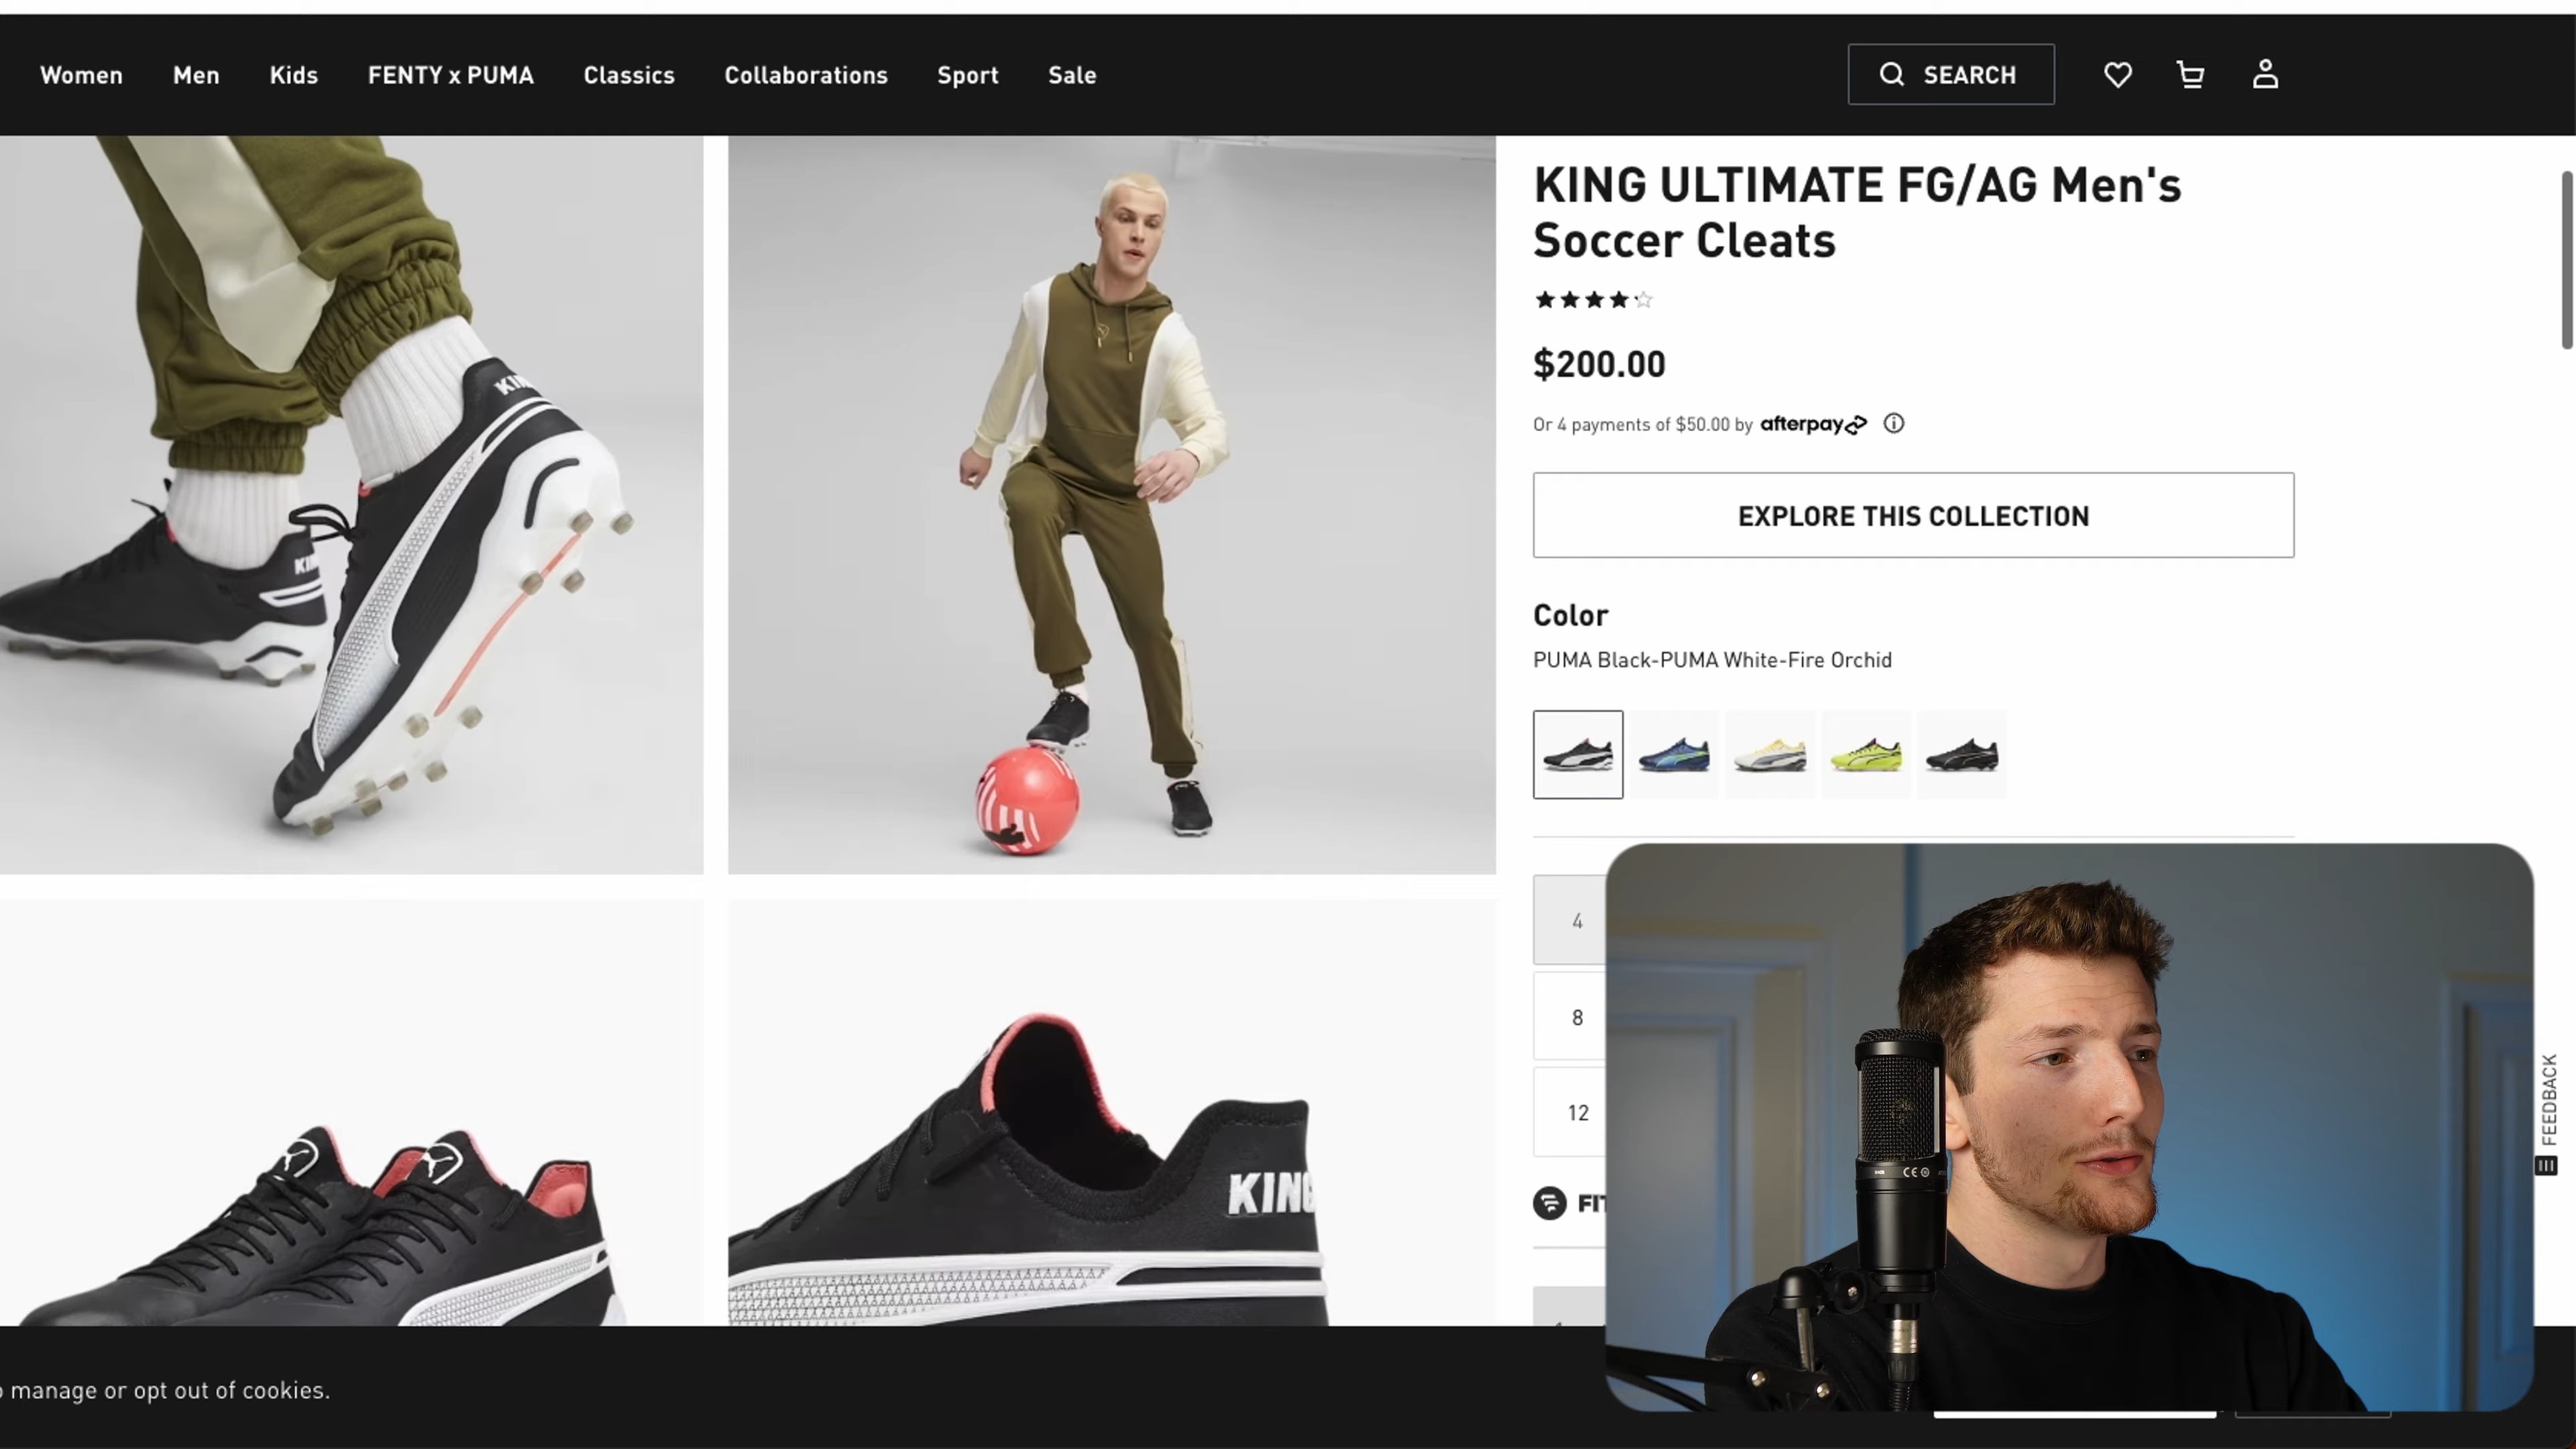 Women Men Kids FENTY x PUMA Classics Collaborations Sport Sale SEARCH
KING ULTIMATE FG/AG Men's
Soccer Cleats
$200.00
Or 4 payments of $50.00 by afterpay
EXPLORE THIS COLLECTION
Color
PUMA Black-PUMA White-Fire Orchid
4
8
12
KING
FEEDBACK
manage or opt out of cookies.